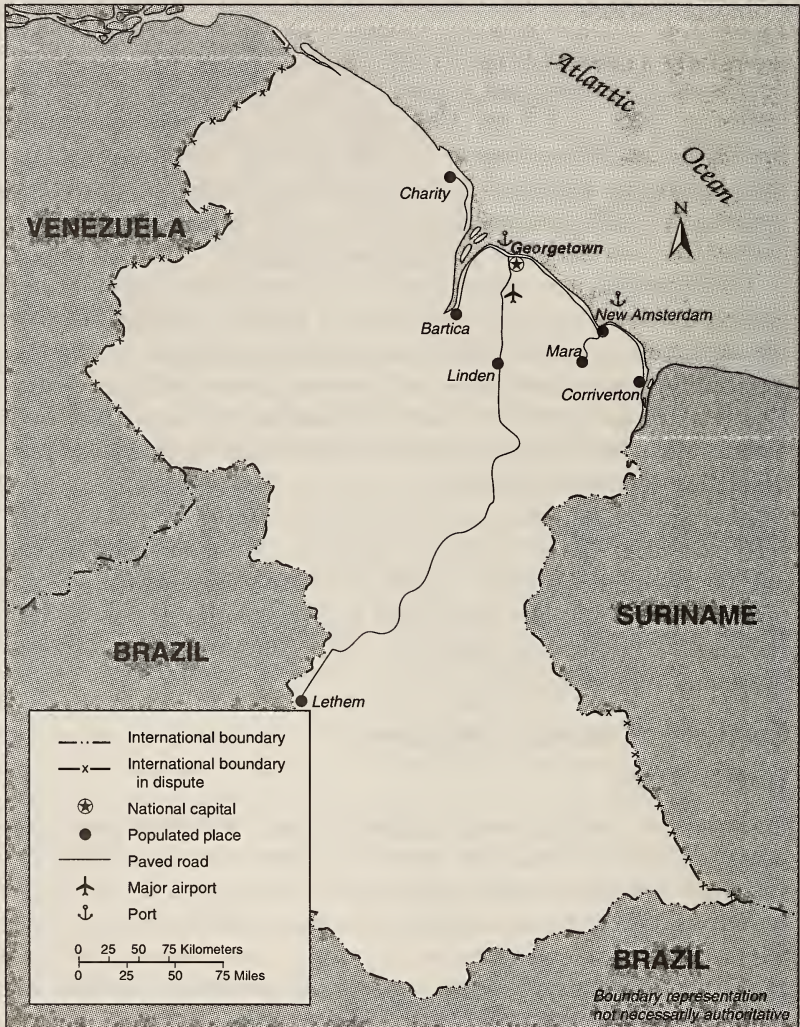 Atlantic
Ocean
N
Charity
VENEZUELA
Georgetown
New Amsterdam
Bartica
Mara
Linden
Corriverton
SURINAME
BRAZIL
Lethem
International boundary
International boundary
in dispute
National capital
Populated place
Paved road
Major airport
Port
0 25 50 75 Kilometers
0 25 50 75 Miles
BRAZIL
Boundary representation
not necessarily authoritative